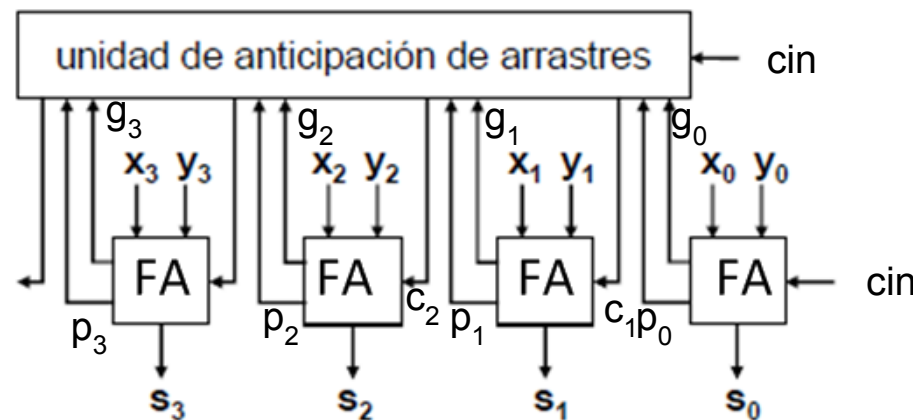 unidad de anticipación de arrastres cin
g₃ g₂ g₁ g₀
x₃ y₃ x₂ y₂ x₁ y₁ x₀ y₀
FA FA FA FA cin
p₃ p₂ c₂ p₁ c₁ p₀
s₃ s₂ s₁ s₀